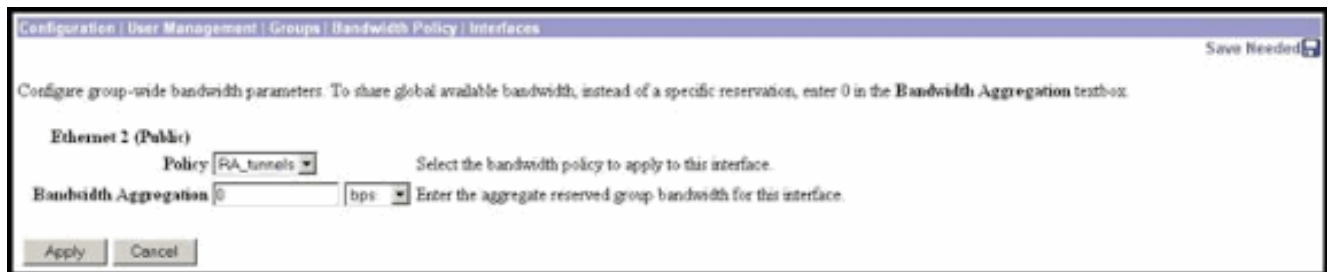 Configuration | User Management | Groups | Bandwidth Policy | Interfaces
Save Needed
Configure group-wide bandwidth parameters. To share global available bandwidth, instead of a specific reservation, enter 0 in the Bandwidth Aggregation textbox.
Ethernet 2 (Public)
Policy RA_tunnels Select the bandwidth policy to apply to this interface.
Bandwidth Aggregation 0 bps Enter the aggregate reserved group bandwidth for this interface.
Apply Cancel